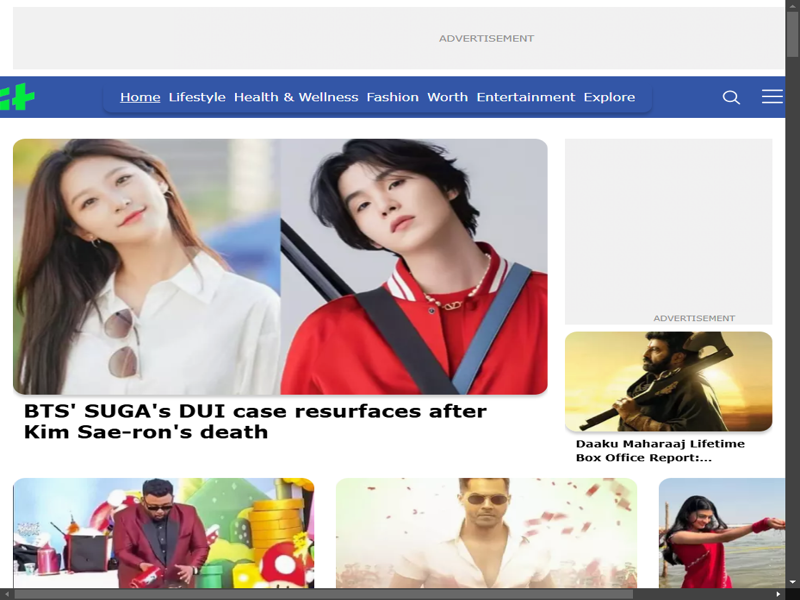 ADVERTISEMENT
Home Lifestyle Health & Wellness Fashion Worth Entertainment Explore
BTS' SUGA's DUI case resurfaces after
Kim Sae-ron's death
ADVERTISEMENT
Daaku Maharaaj Lifetime
Box Office Report:...